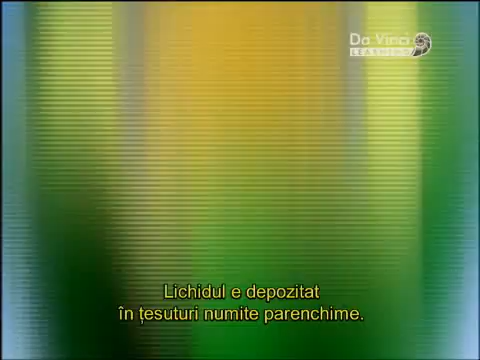 Da Vinci
LEARNING
Lichidul e depozitat
în țesuturi numite parenchime.